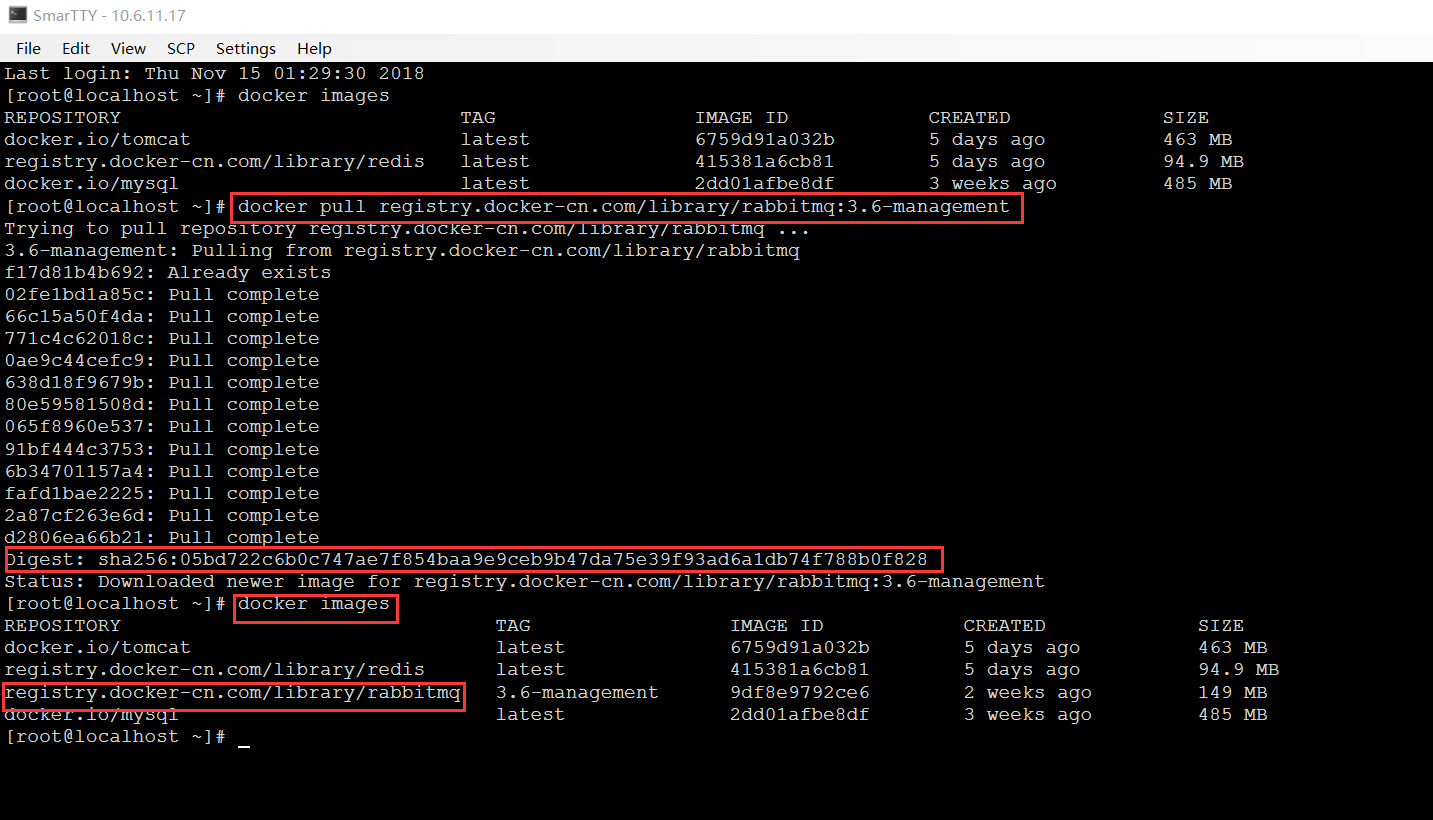 SmarTTY - 10.6.11.17
File Edit View SCP Settings Help
Last login: Thu Nov 15 01:29:30 2018
[root@localhost ~]# docker images
REPOSITORY TAG IMAGE ID CREATED SIZE
docker.io/tomcat latest 6759d91a032b 5 days ago 463 MB
registry.docker-cn.com/library/redis latest 415381a6cb81 5 days ago 94.9 MB
docker.io/mysql latest 2dd01afbe8df 3 weeks ago 485 MB
[root@localhost ~]# docker pull registry.docker-cn.com/library/rabbitmq:3.6-management
Trying to pull repository registry.docker-cn.com/library/rabbitmq ...
3.6-management: Pulling from registry.docker-cn.com/library/rabbitmq
f17d81b4b692: Already exists
02fe1bd1a85c: Pull complete
66c15a50f4da: Pull complete
771c4c62018c: Pull complete
0ae9c44cefc9: Pull complete
638d18f9679b: Pull complete
80e59581508d: Pull complete
065f8960e537: Pull complete
91bf444c3753: Pull complete
6b34701157a4: Pull complete
fafd1bae2225: Pull complete
2a87cf263e6d: Pull complete
d2806ea66b21: Pull complete
Digest: sha256:05bd722c6b0c747ae7f854baa9e9ceb9b47da75e39f93ad6a1db74f788b0f828
Status: Downloaded newer image for registry.docker-cn.com/library/rabbitmq:3.6-management
[root@localhost ~]# docker images
REPOSITORY TAG IMAGE ID CREATED SIZE
docker.io/tomcat latest 6759d91a032b 5 days ago 463 MB
registry.docker-cn.com/library/redis latest 415381a6cb81 5 days ago 94.9 MB
registry.docker-cn.com/library/rabbitmq 3.6-management 9df8e9792ce6 2 weeks ago 149 MB
docker.io/mysql latest 2dd01afbe8df 3 weeks ago 485 MB
[root@localhost ~]# _